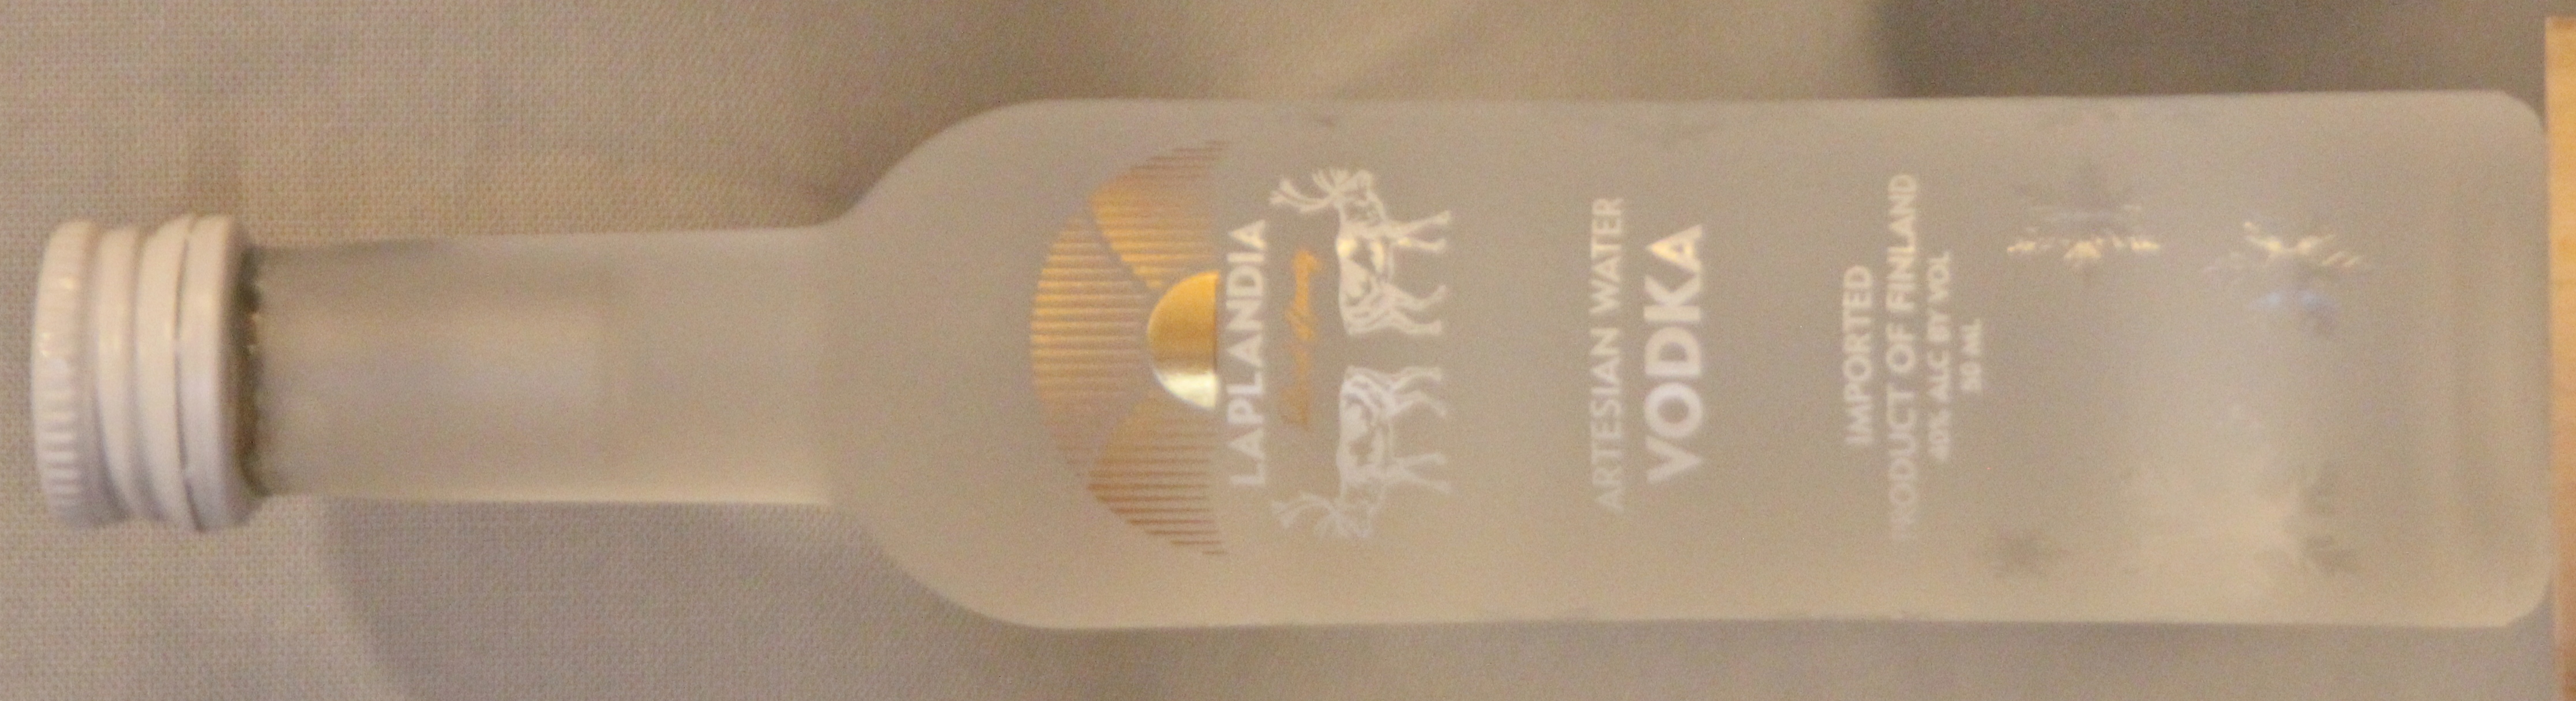 LAPLANDIA
ARTESIAN WATER
VODKA
IMPORTED
PRODUCT OF FINLAND
40% ALC BY VOL
50 ML